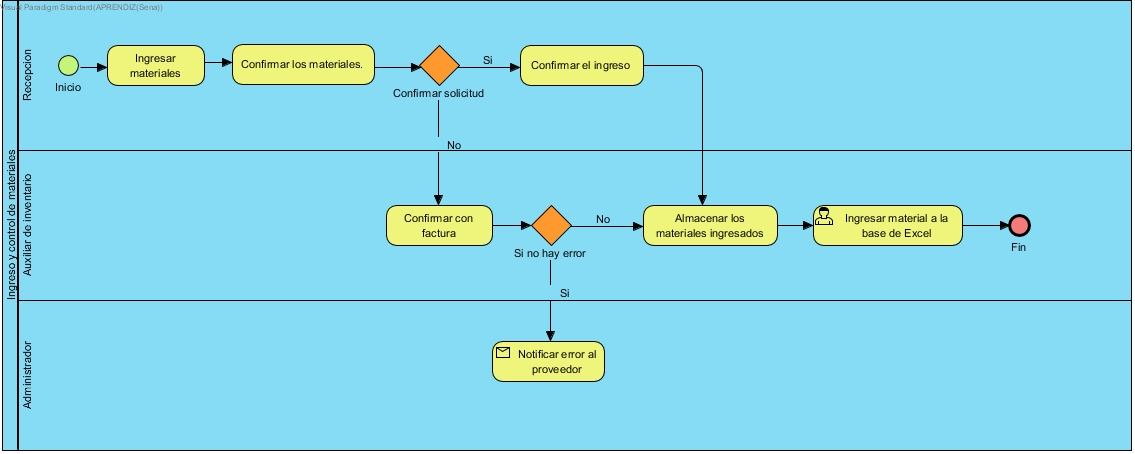 Visual Paradigm Standard(APRENDIZ(Sena))
Ingreso y control de materiales
Recepcion
Inicio
Ingresar
materiales
Confirmar los materiales.
Confirmar solicitud
Si
Confirmar el ingreso
No
Auxiliar de inventario
Confirmar con
factura
Si no hay error
No
Almacenar los
materiales ingresados
Ingresar material a la
base de Excel
Fin
Si
Administrador
Notificar error al
proveedor